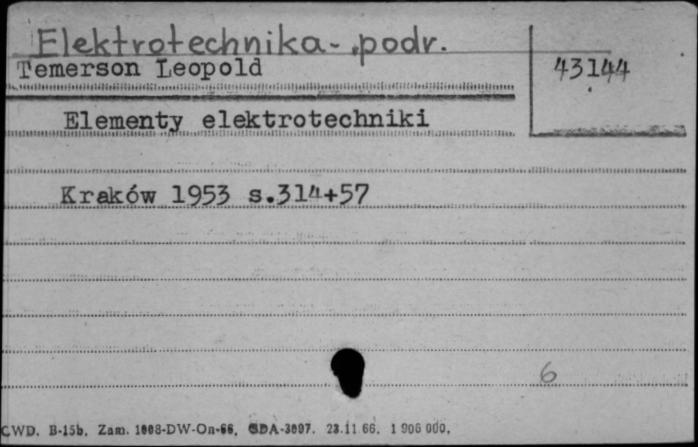 Elektrotechnika - podr.
Temerson Leopold
43144
Elementy elektrotechniki
Kraków 1953 s.314+57
6
CWD. B-15b. Zam. 1008-DW-On-66. GDA-3097. 23.11.66. 1 906 000.